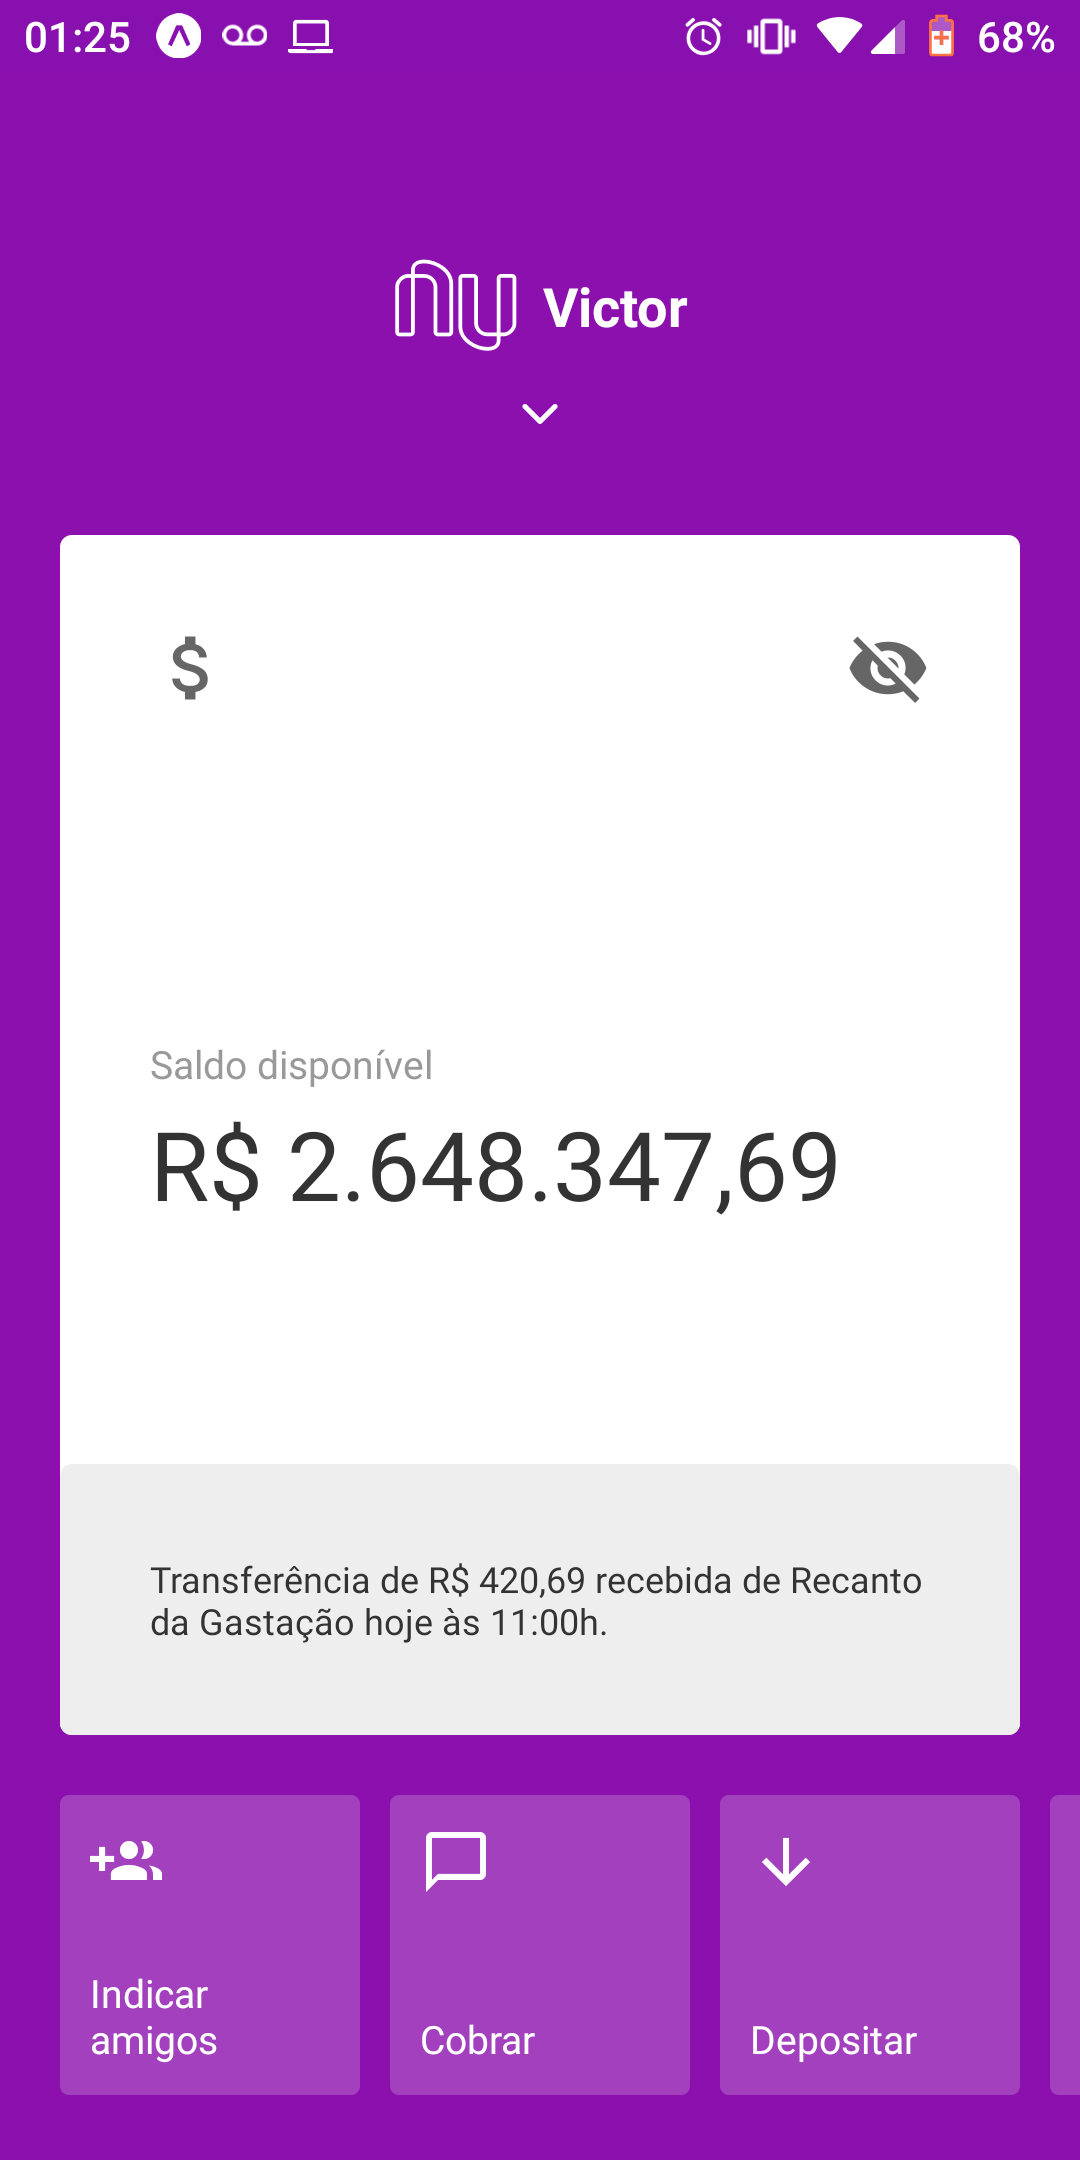 01:25
68%
nu Victor
Saldo disponível
R$ 2.648.347,69
Transferência de R$ 420,69 recebida de Recanto
da Gastação hoje às 11:00h.
Indicar
amigos
Cobrar
Depositar